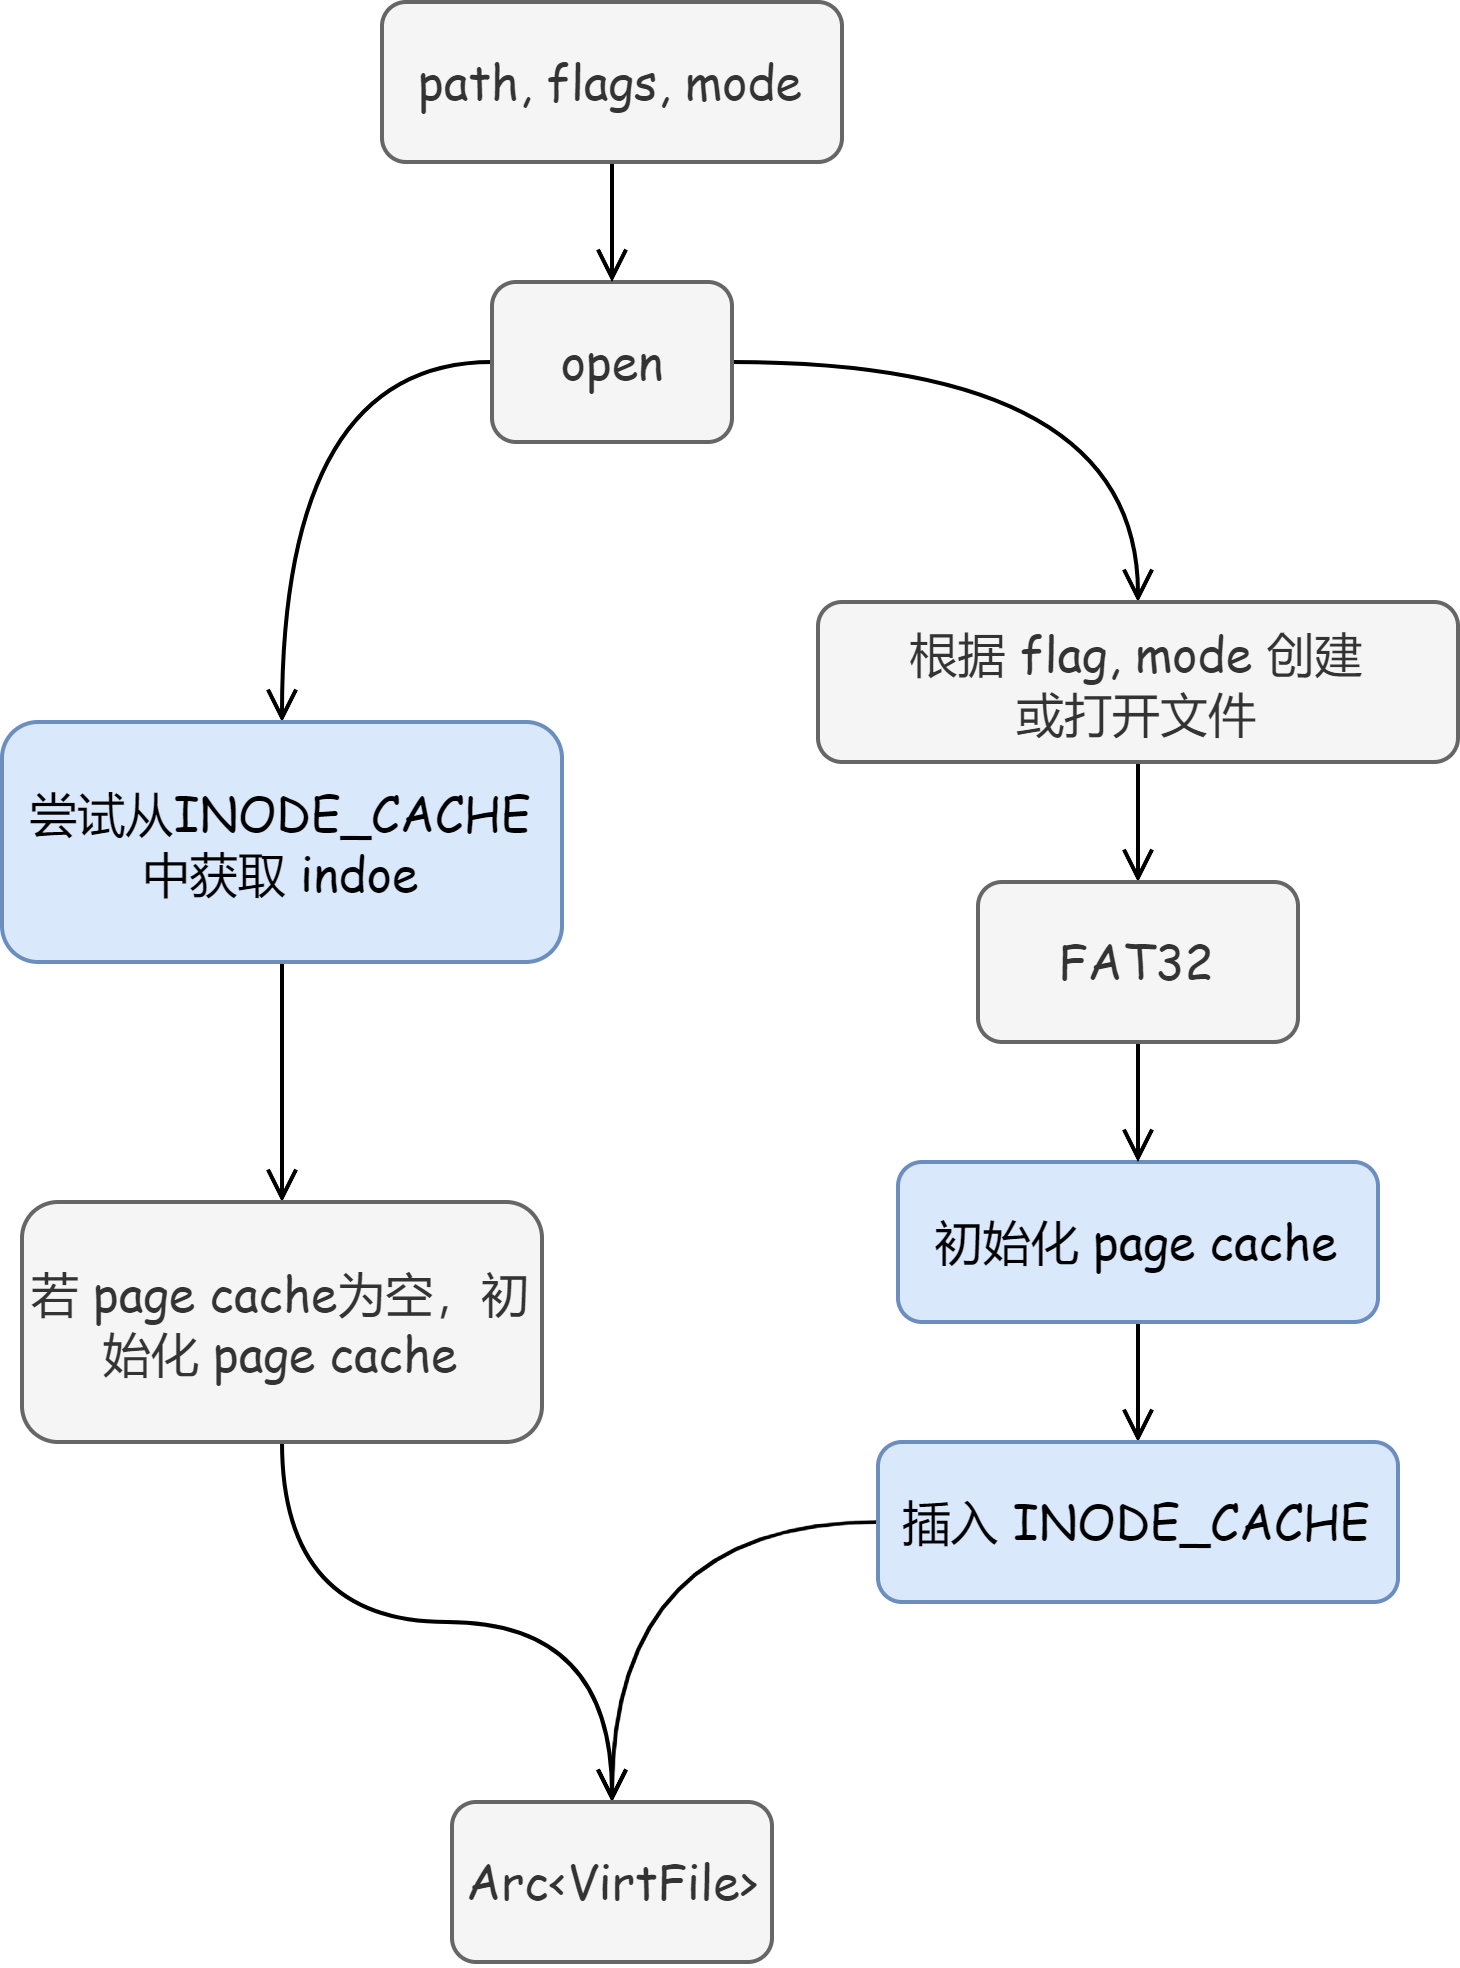 path, flags, mode
open
根据 flag, mode 创建
或打开文件
尝试从INODE_CACHE
中获取 indoe
FAT32
初始化 page cache
若 page cache为空，初
始化 page cache
插入 INODE_CACHE
Arc<VirtFile>